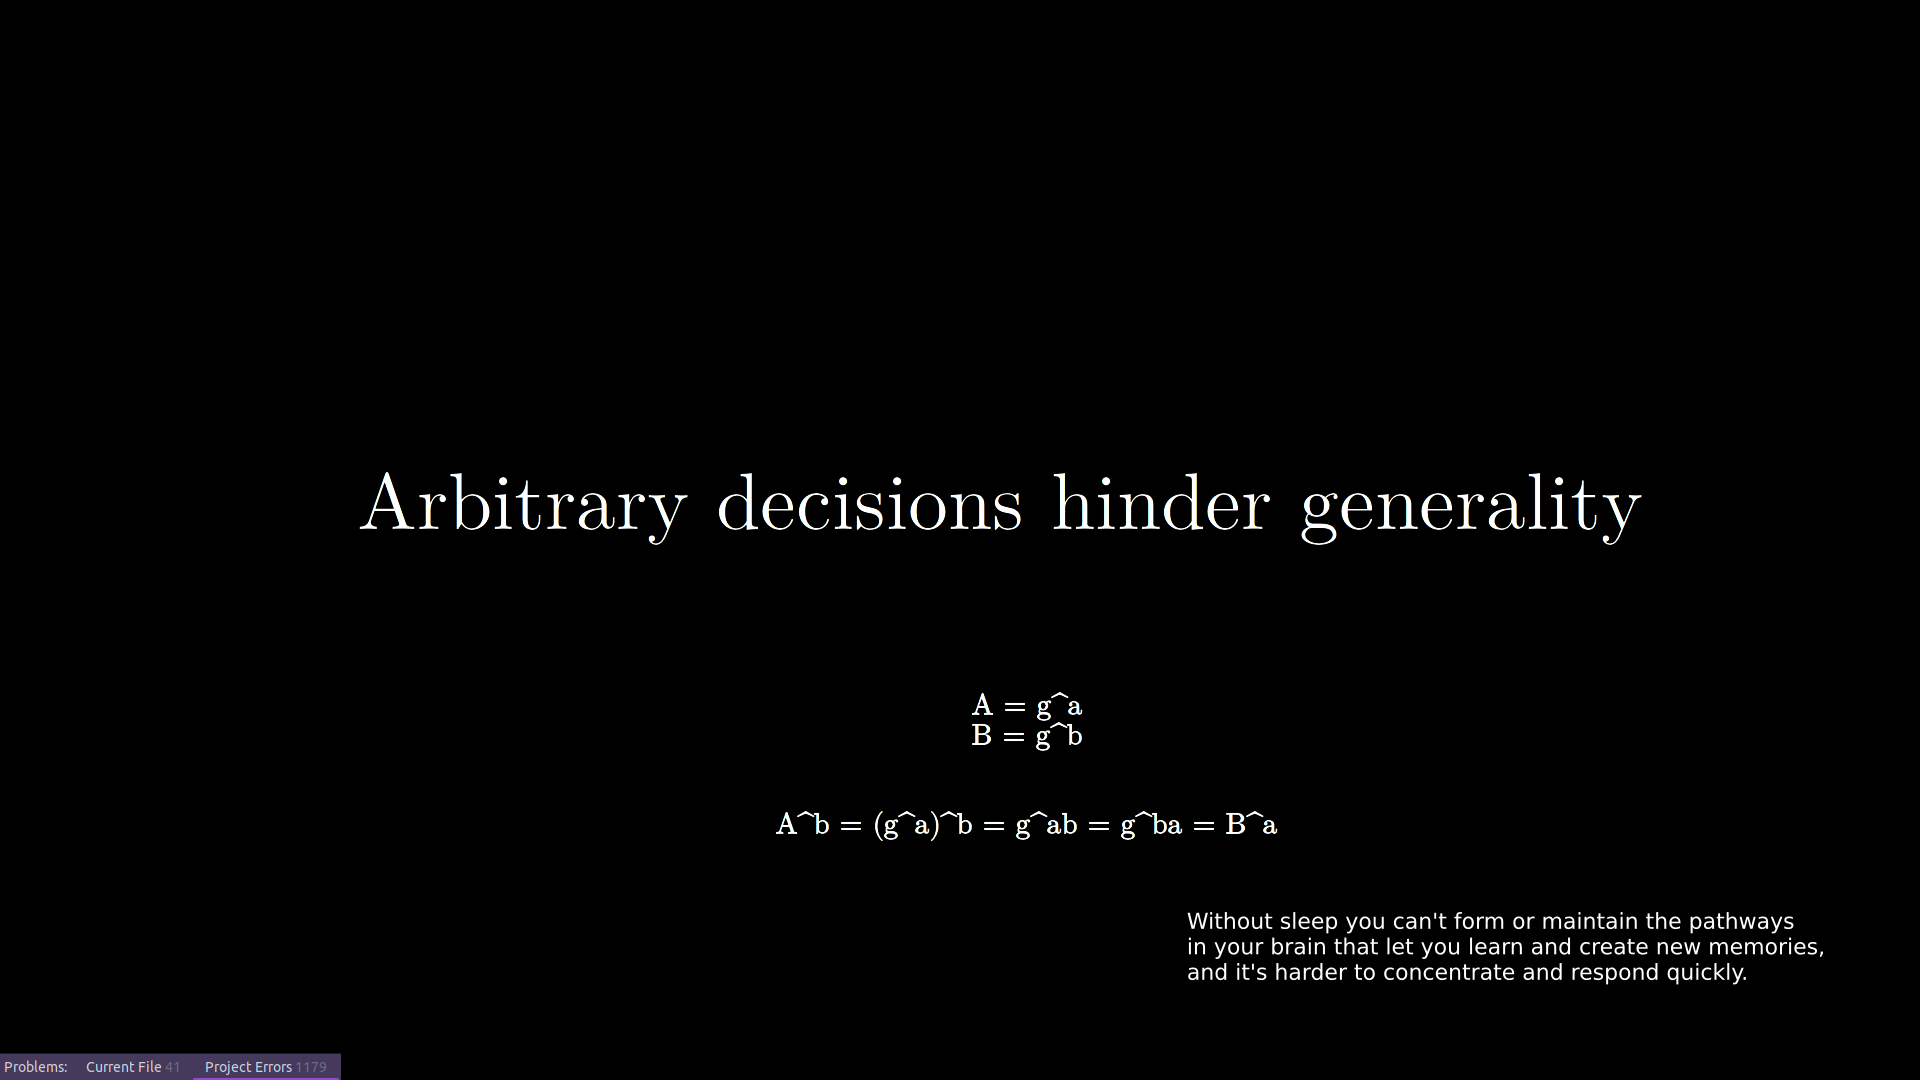 Arbitrary decisions hinder generality
A = g^a
B = g^b
A^b = (g^a)^b = g^ab = g^ba = B^a
Without sleep you can't form or maintain the pathways
in your brain that let you learn and create new memories,
and it's harder to concentrate and respond quickly.
Problems: Current File 41 Project Errors 1179